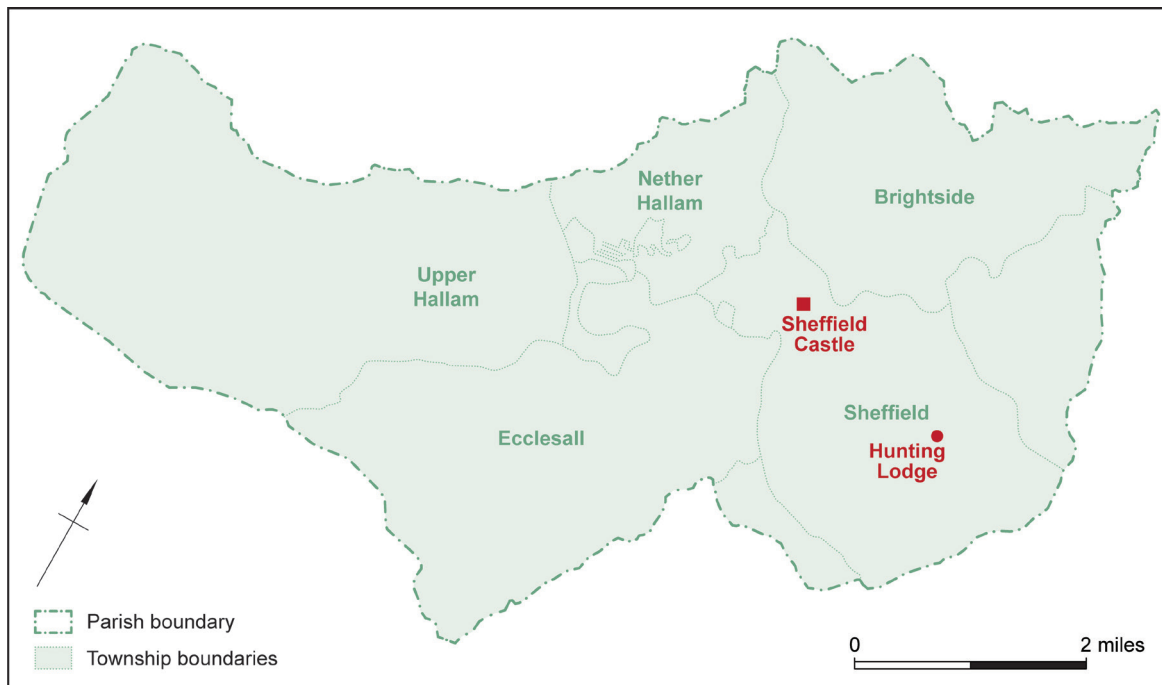 Nether
Hallam
Brightside
Upper
Hallam
Sheffield
Castle
Sheffield
Ecclesall
Hunting
Lodge
Parish boundary
Township boundaries
0
2 miles